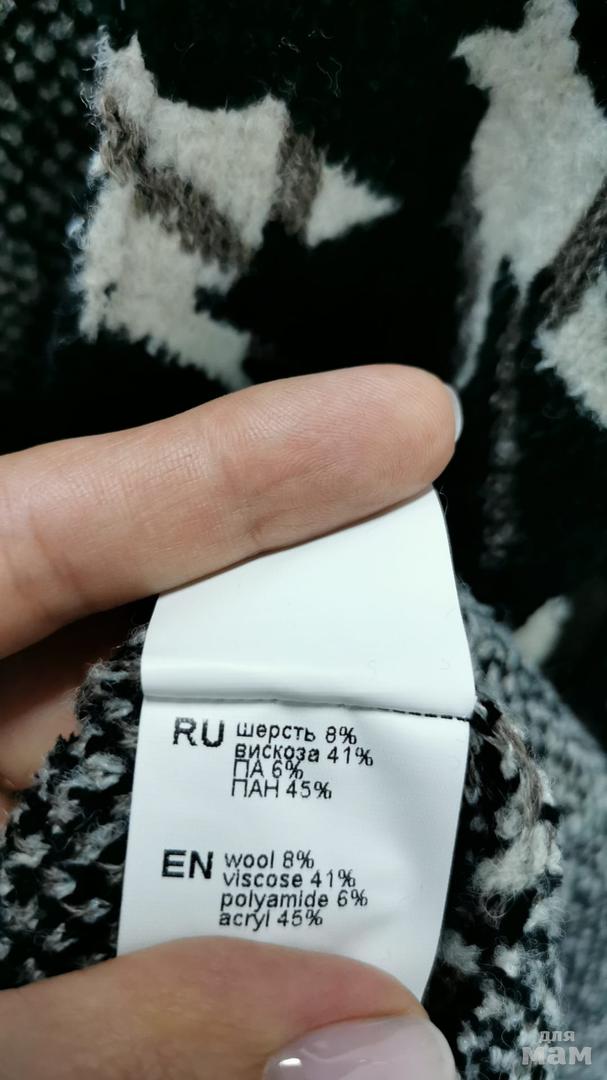 RU шерсть 8%
вискоза 41%
ПА 6%
ПАН 45%
EN wool 8%
viscose 41%
polyamide 6%
acryl 45%
для
мам